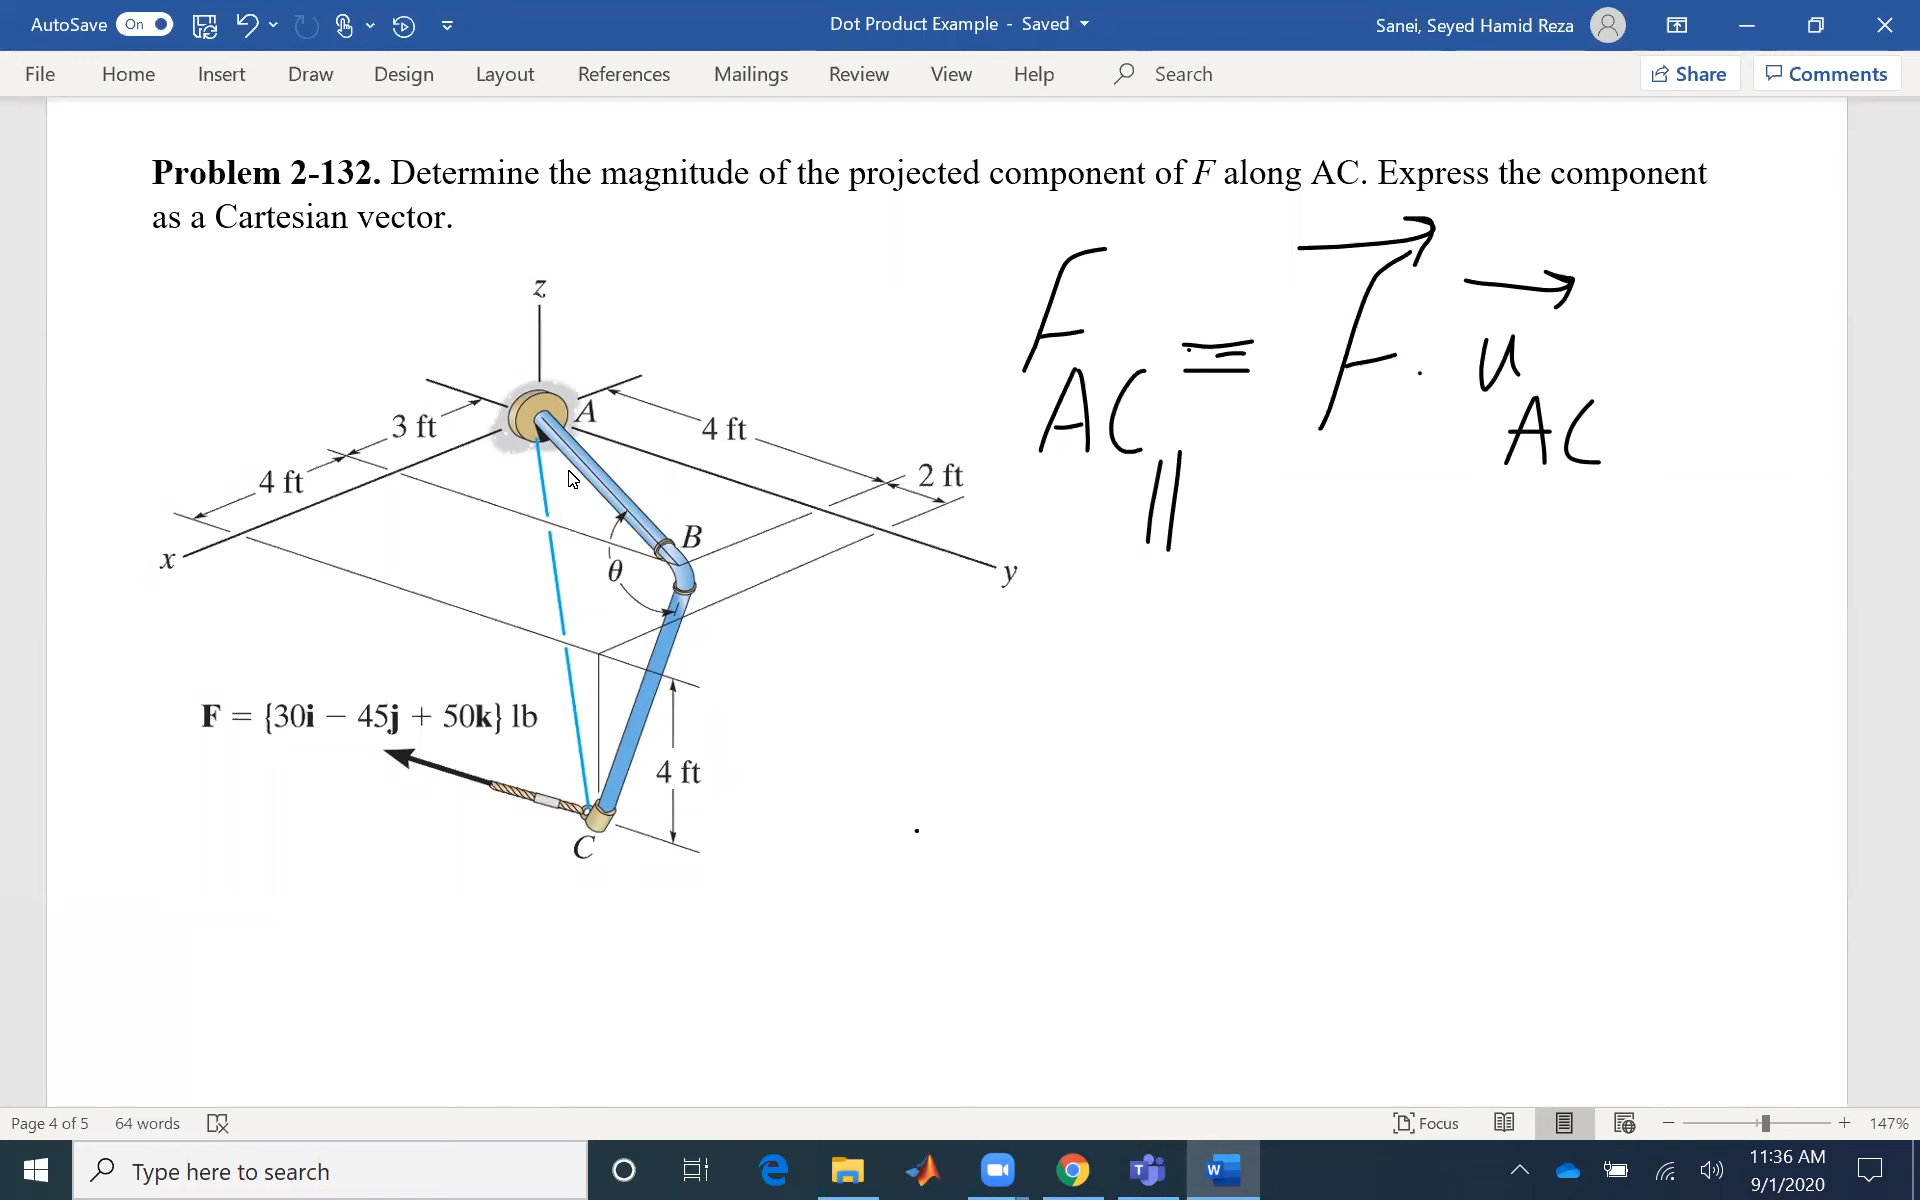 AutoSave On Dot Product Example - Saved Sanei, Seyed Hamid Reza
File Home Insert Draw Design Layout References Mailings Review View Help Search Share Comments
Problem 2-132. Determine the magnitude of the projected component of F along AC. Express the component
as a Cartesian vector.
F AC || = F . u AC
z
A
3 ft
4 ft
4 ft
2 ft
B
θ
x
y
F = {30i − 45j + 50k} lb
4 ft
C
Page 4 of 5 64 words Focus 147%
Type here to search 11:36 AM
9/1/2020